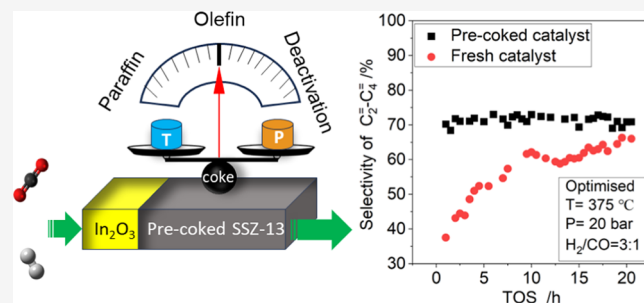 Olefin
Paraffin
Deactivation
T
P
coke
In₂O₃
Pre-coked SSZ-13
Selectivity of C₂⁼-C₄⁼ /%
100
90
80
70
60
50
40
30
20
Pre-coked catalyst
Fresh catalyst
Optimised
T= 375 ℃
P= 20 bar
H₂/CO=3:1
0
5
10
15
20
TOS /h